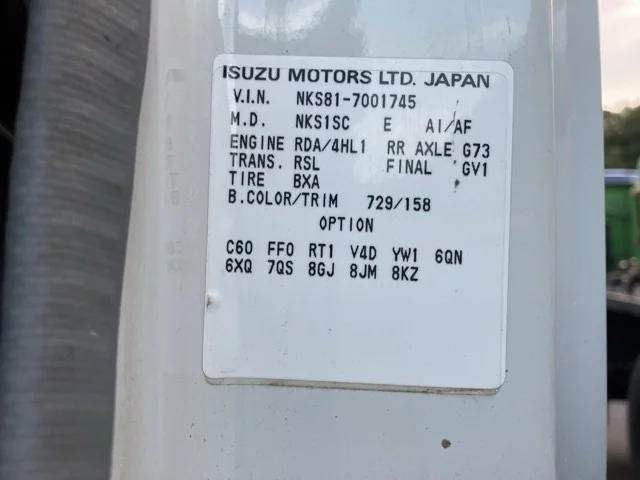 ISUZU MOTORS LTD. JAPAN
V.I.N. NKS81-7001745
M.D. NKS1SC E AI/AF
ENGINE RDA/4HL1 RR AXLE G73
TRANS. RSL FINAL GV1
TIRE BXA
B.COLOR/TRIM 729/158
OPTION
C60 FF0 RT1 V4D YW1 6QN
6XQ 7QS 8GJ 8JM 8KZ